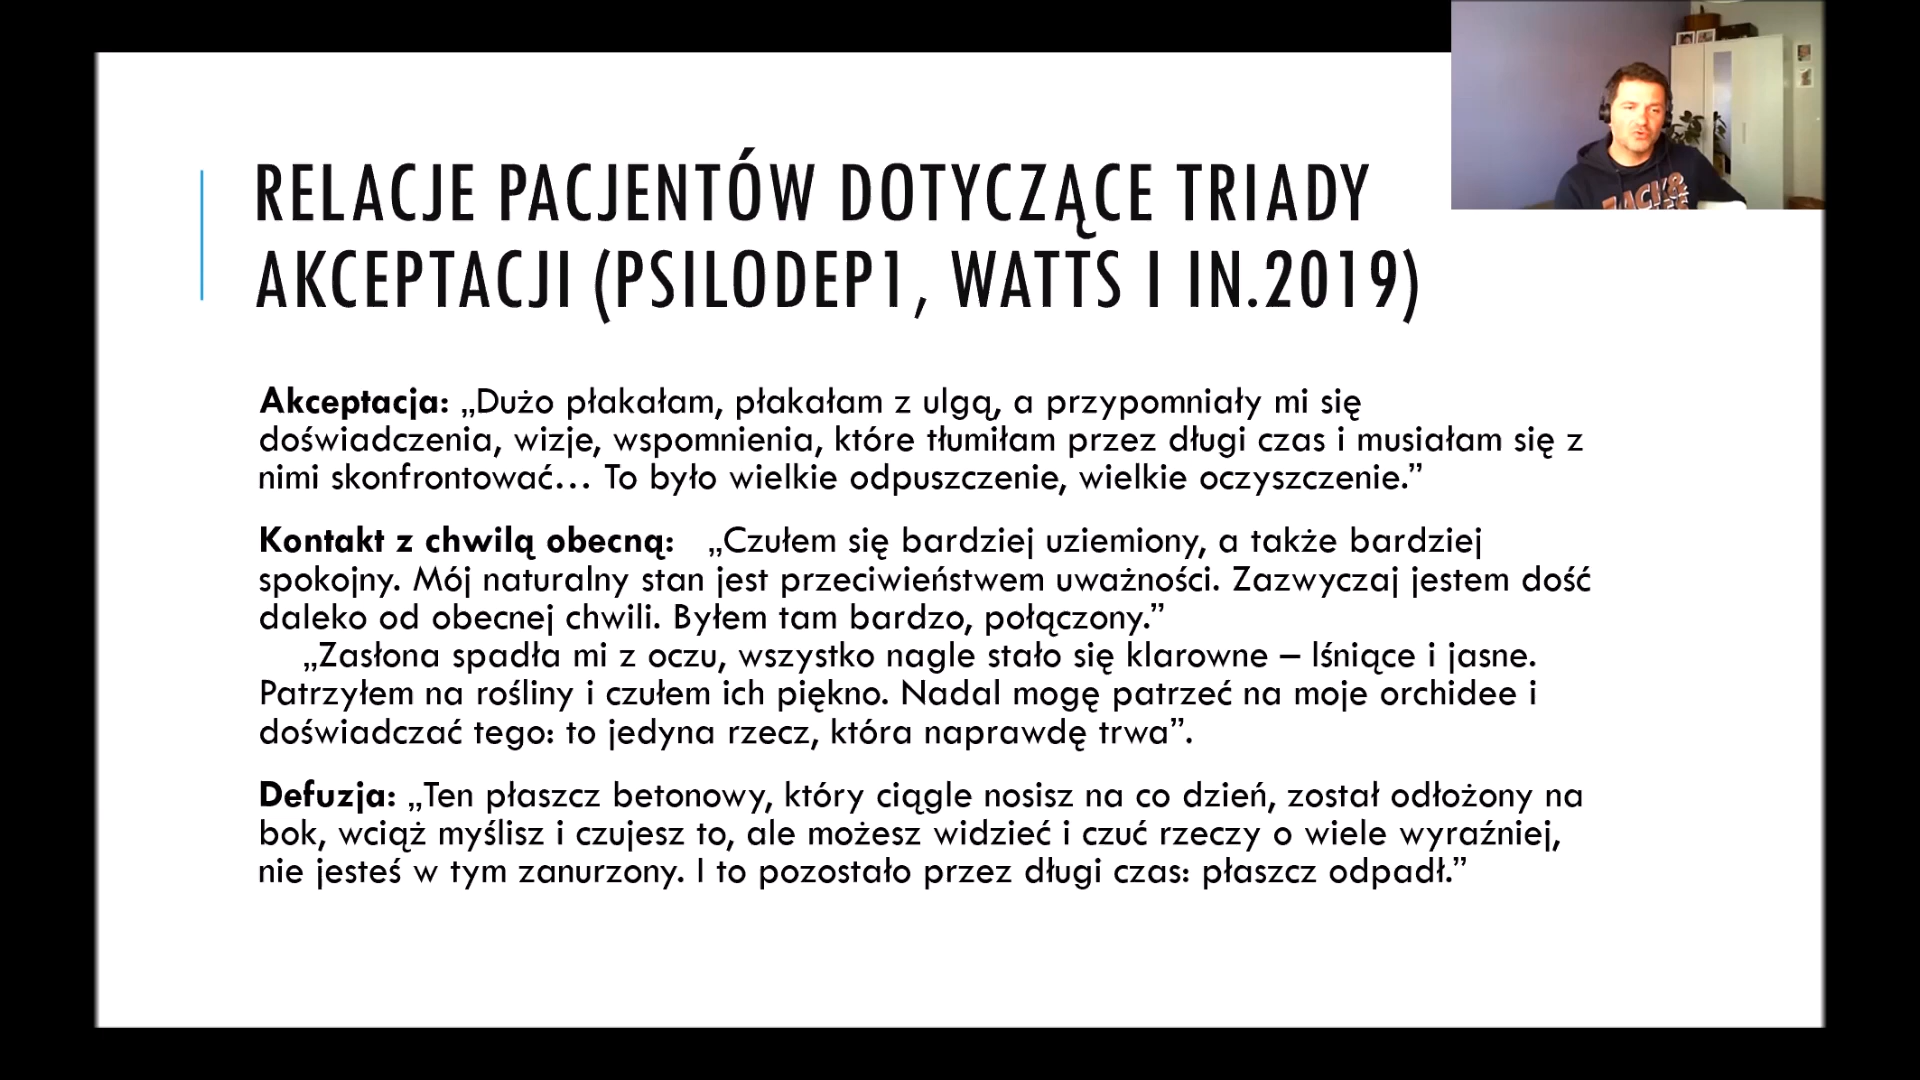 RELACJE PACJENTÓW DOTYCZĄCE TRIADY
AKCEPTACJI (PSILODEP1, WATTS I IN.2019)
Akceptacja: „Dużo płakałam, płakałam z ulgą, a przypomniały mi się
doświadczenia, wizje, wspomnienia, które tłumiłam przez długi czas i musiałam się z
nimi skonfrontować… To było wielkie odpuszczenie, wielkie oczyszczenie.”
Kontakt z chwilą obecną: „Czułem się bardziej uziemiony, a także bardziej
spokojny. Mój naturalny stan jest przeciwieństwem uważności. Zazwyczaj jestem dość
daleko od obecnej chwili. Byłem tam bardzo, połączony.”
„Zasłona spadła mi z oczu, wszystko nagle stało się klarowne – lśniące i jasne.
Patrzyłem na rośliny i czułem ich piękno. Nadal mogę patrzeć na moje orchidee i
doświadczać tego: to jedyna rzecz, która naprawdę trwa”.
Defuzja: „Ten płaszcz betonowy, który ciągle nosisz na co dzień, został odłożony na
bok, wciąż myślisz i czujesz to, ale możesz widzieć i czuć rzeczy o wiele wyraźniej,
nie jesteś w tym zanurzony. I to pozostało przez długi czas: płaszcz odpadł.”